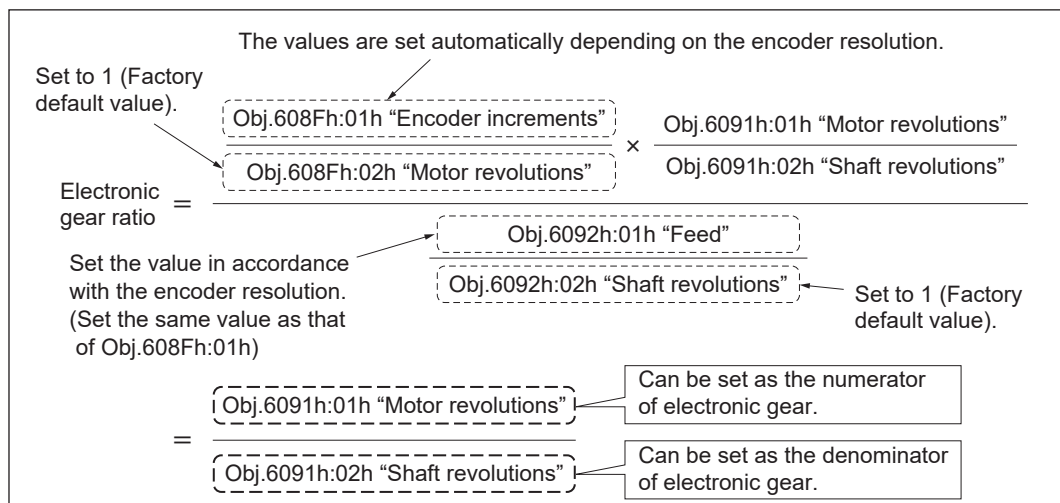 The values are set automatically depending on the encoder resolution.
Set to 1 (Factory
default value).
Obj.608Fh:01h “Encoder increments”
Obj.608Fh:02h “Motor revolutions”
×
Obj.6091h:01h “Motor revolutions”
Obj.6091h:02h “Shaft revolutions”
Electronic
gear ratio
=
Obj.6092h:01h “Feed”
Obj.6092h:02h “Shaft revolutions”
Set the value in accordance
with the encoder resolution.
(Set the same value as that
of Obj.608Fh:01h)
Set to 1 (Factory
default value).
=
Obj.6091h:01h “Motor revolutions”
Obj.6091h:02h “Shaft revolutions”
Can be set as the numerator
of electronic gear.
Can be set as the denominator
of electronic gear.